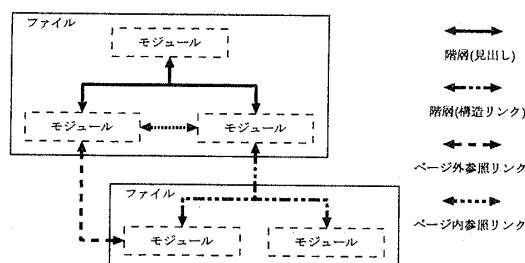 ファイル
モジュール
モジュール
モジュール
ファイル
モジュール
モジュール
階層(見出し)
階層(構造リンク)
ページ外参照リンク
ページ内参照リンク